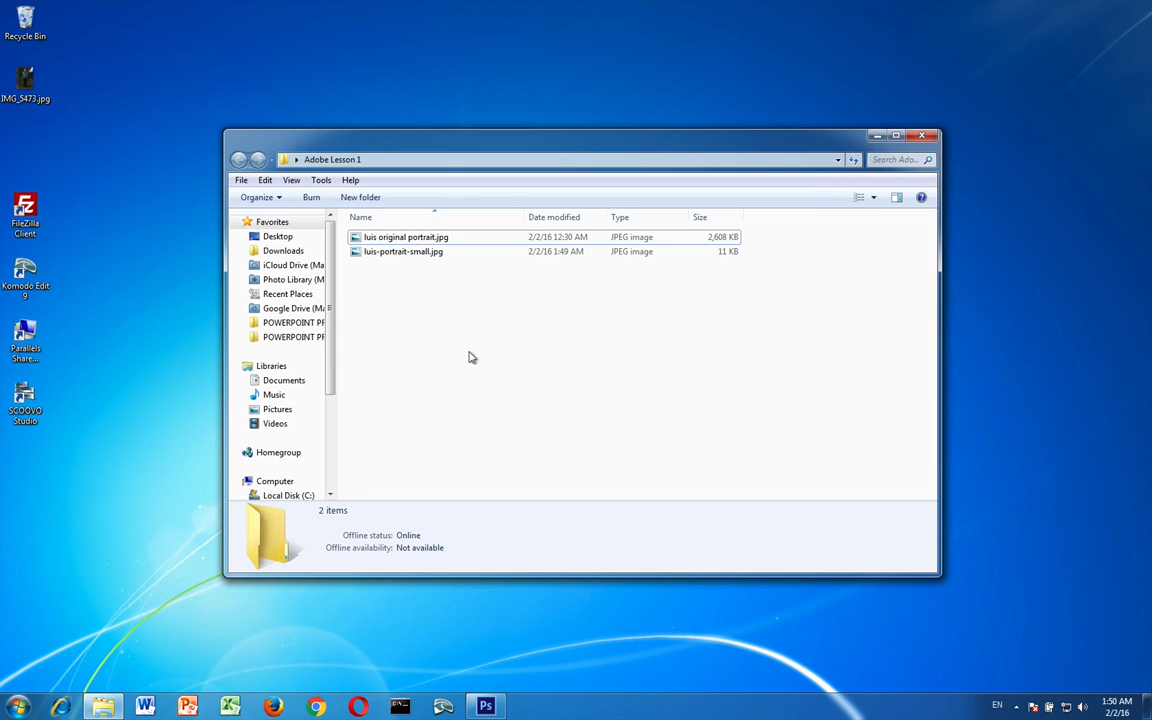 Recycle Bin
IMG_5473.jpg
FileZilla
Client
Komodo Edit
9
Parallels
Share...
SCOOVO
Studio
Adobe Lesson 1
Search Ado...
File Edit View Tools Help
Organize Burn New folder
Name Date modified Type Size
luis original portrait.jpg 2/2/16 12:30 AM JPEG image 2,608 KB
luis-portrait-small.jpg 2/2/16 1:49 AM JPEG image 11 KB
Favorites
Desktop
Downloads
iCloud Drive (Ma
Photo Library (M
Recent Places
Google Drive (Ma
POWERPOINT PF
POWERPOINT PF
Libraries
Documents
Music
Pictures
Videos
Homegroup
Computer
Local Disk (C:)
2 items
Offline status: Online
Offline availability: Not available
W
P
X
Ps
EN
1:50 AM
2/2/16